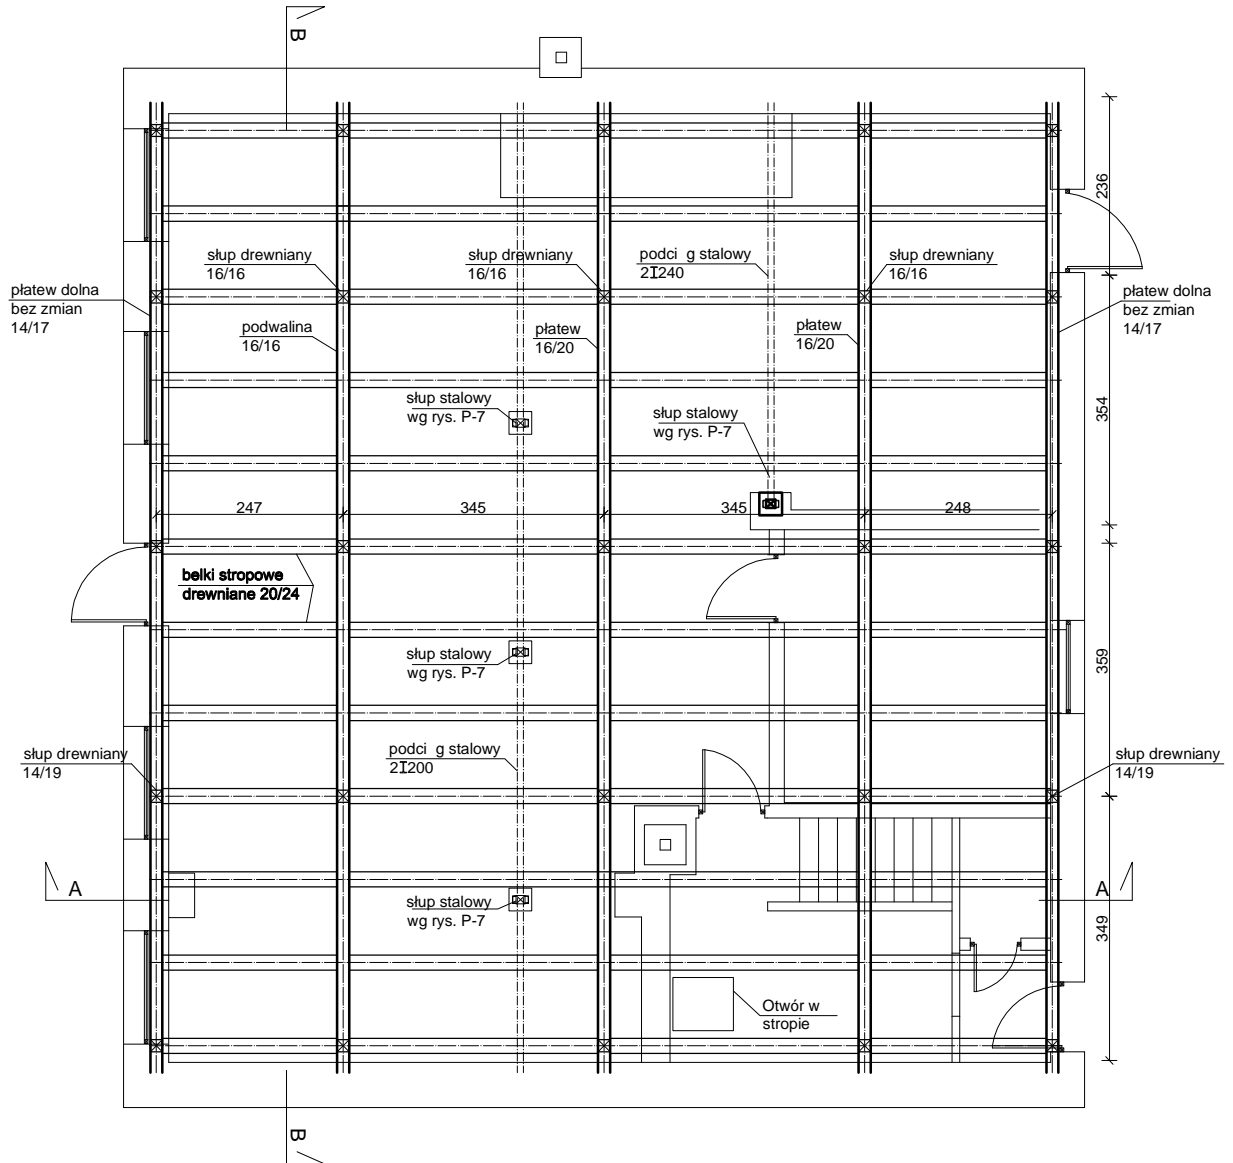 B
236
słup drewniany
16/16
słup drewniany
16/16
podci g stalowy
2I240
słup drewniany
16/16
płatew dolna
bez zmian
14/17
płatew dolna
bez zmian
14/17
podwalina
16/16
płatew
16/20
płatew
16/20
354
słup stalowy
wg rys. P-7
słup stalowy
wg rys. P-7
247
345
345
248
belki stropowe
drewniane 20/24
słup stalowy
wg rys. P-7
359
podci g stalowy
2I200
słup drewniany
14/19
słup drewniany
14/19
A
A
słup stalowy
wg rys. P-7
349
Otwór w
stropie
B